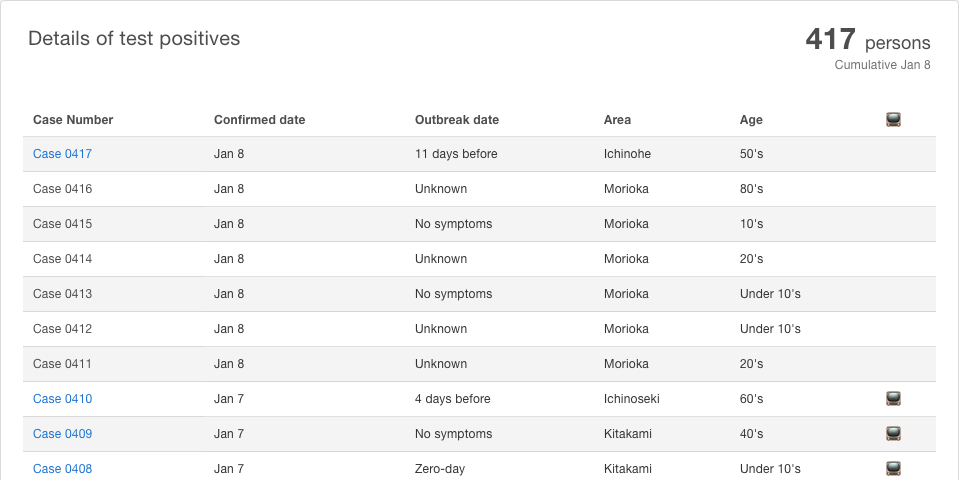 Details of test positives
417 persons
Cumulative Jan 8
Case Number Confirmed date Outbreak date Area Age
Case 0417 Jan 8 11 days before Ichinohe 50's
Case 0416 Jan 8 Unknown Morioka 80's
Case 0415 Jan 8 No symptoms Morioka 10's
Case 0414 Jan 8 Unknown Morioka 20's
Case 0413 Jan 8 No symptoms Morioka Under 10's
Case 0412 Jan 8 Unknown Morioka Under 10's
Case 0411 Jan 8 Unknown Morioka 20's
Case 0410 Jan 7 4 days before Ichinoseki 60's
Case 0409 Jan 7 No symptoms Kitakami 40's
Case 0408 Jan 7 Zero-day Kitakami Under 10's